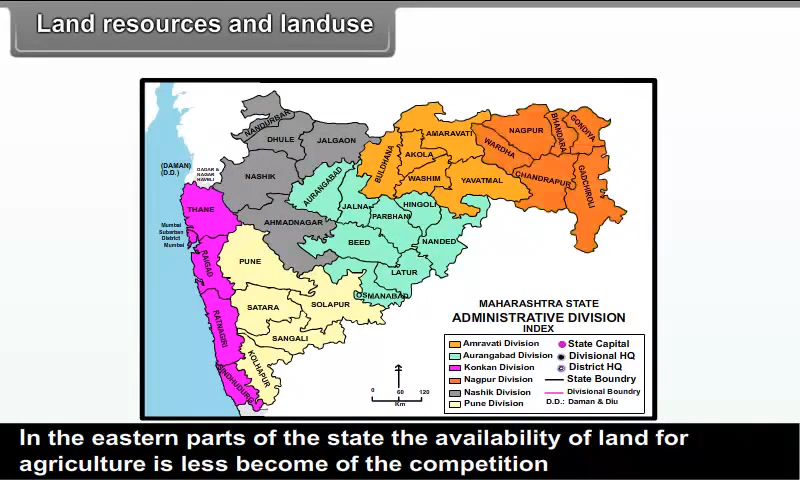 Land resources and landuse
NANDURBAR
DHULE
JALGAON
NASHIK
AHMADNAGAR
BULDHANA
AKOLA
AMARAVATI
WASHIM
YAVATMAL
WARDHA
NAGPUR
BHANDARA
GONDIYA
CHANDRAPUR
GADCHIROLI
AURANGABAD
JALNA
PARBHANI
HINGOLI
BEED
NANDED
LATUR
OSMANABAD
(DAMAN)
(D.D.)
DADAR &
NAGAR
HAVELI
THANE
Mumbai
Suburban
District
Mumbai
RAIGAD
RATNAGIRI
SINDHUDURG
PUNE
SATARA
SOLAPUR
SANGALI
KOLHAPUR
0 60 120
Km
MAHARASHTRA STATE
ADMINISTRATIVE DIVISION
INDEX
Amravati Division
Aurangabad Division
Konkan Division
Nagpur Division
Nashik Division
Pune Division
State Capital
Divisional HQ
District HQ
State Boundry
Divisional Boundry
D.D.: Daman & Diu
In the eastern parts of the state the availability of land for
agriculture is less become of the competition